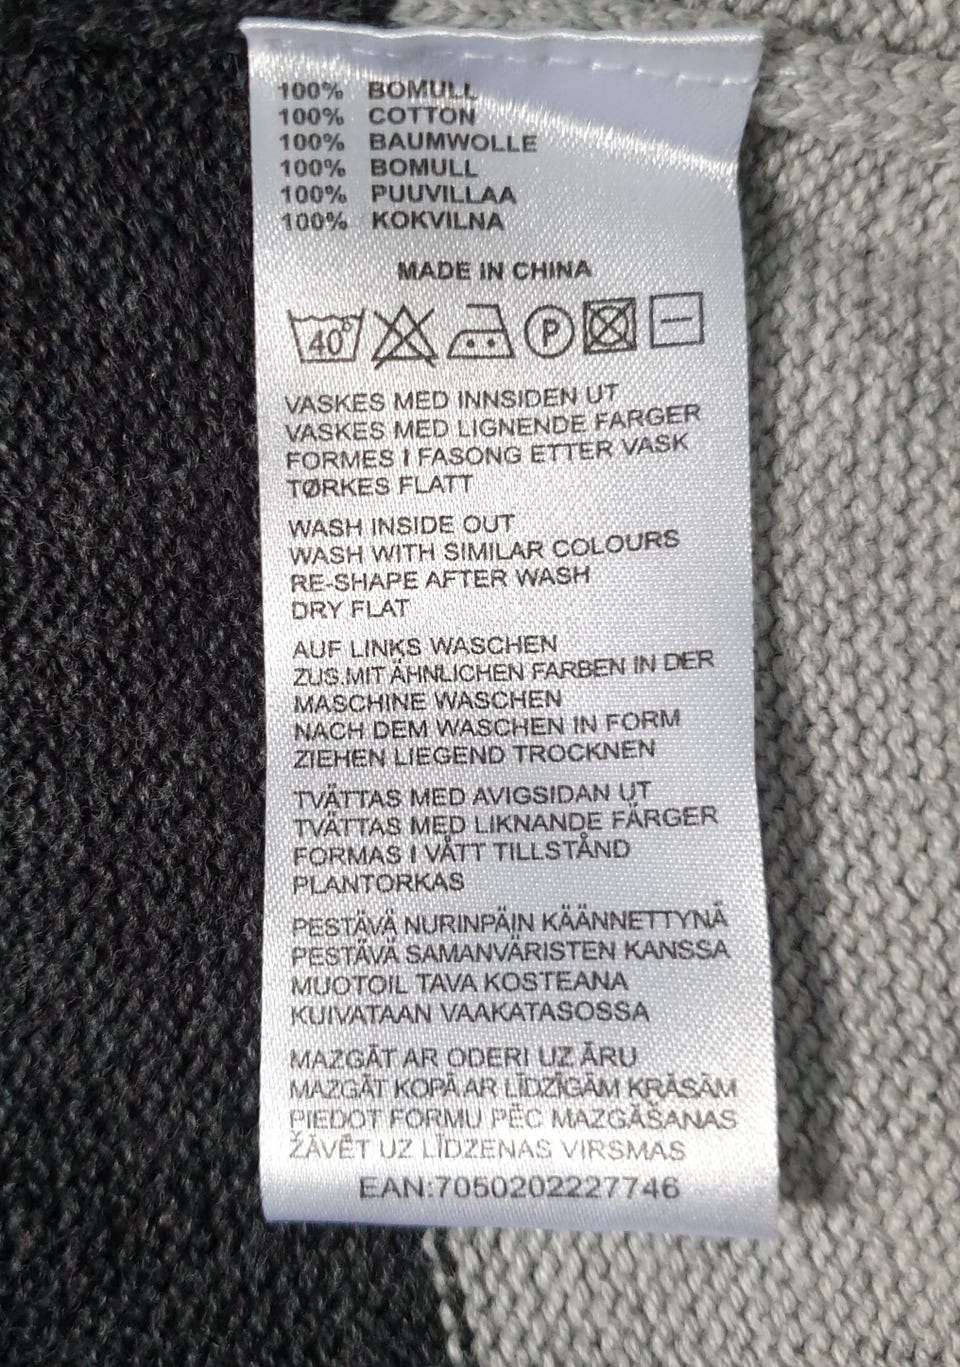 100% BOMULL
100% COTTON
100% BAUMWOLLE
100% BOMULL
100% PUUVILLAA
100% KOKVILNA
MADE IN CHINA
40° P
VASKES MED INNSIDEN UT
VASKES MED LIGNENDE FARGER
FORMES I FASONG ETTER VASK
TØRKES FLATT
WASH INSIDE OUT
WASH WITH SIMILAR COLOURS
RE-SHAPE AFTER WASH
DRY FLAT
AUF LINKS WASCHEN
ZUS.MIT ÄHNLICHEN FARBEN IN DER
MASCHINE WASCHEN
NACH DEM WASCHEN IN FORM
ZIEHEN LIEGEND TROCKNEN
TVÄTTAS MED AVIGSIDAN UT
TVÄTTAS MED LIKNANDE FÄRGER
FORMAS I VÅTT TILLSTÅND
PLANTORKAS
PESTÄVÄ NURINPÄIN KÄÄNNETTYNÄ
PESTÄVÄ SAMANVÄRISTEN KANSSA
MUOTOIL TAVA KOSTEANA
KUIVATAAN VAAKATASOSSA
MAZGĀT AR ODERI UZ ĀRU
MAZGĀT KOPĀ AR LĪDZĪGĀM KRĀSĀM
PIEDOT FORMU PĒC MAZGĀŠANAS
ŽĀVĒT UZ LĪDZENAS VIRSMAS
EAN:7050202227746